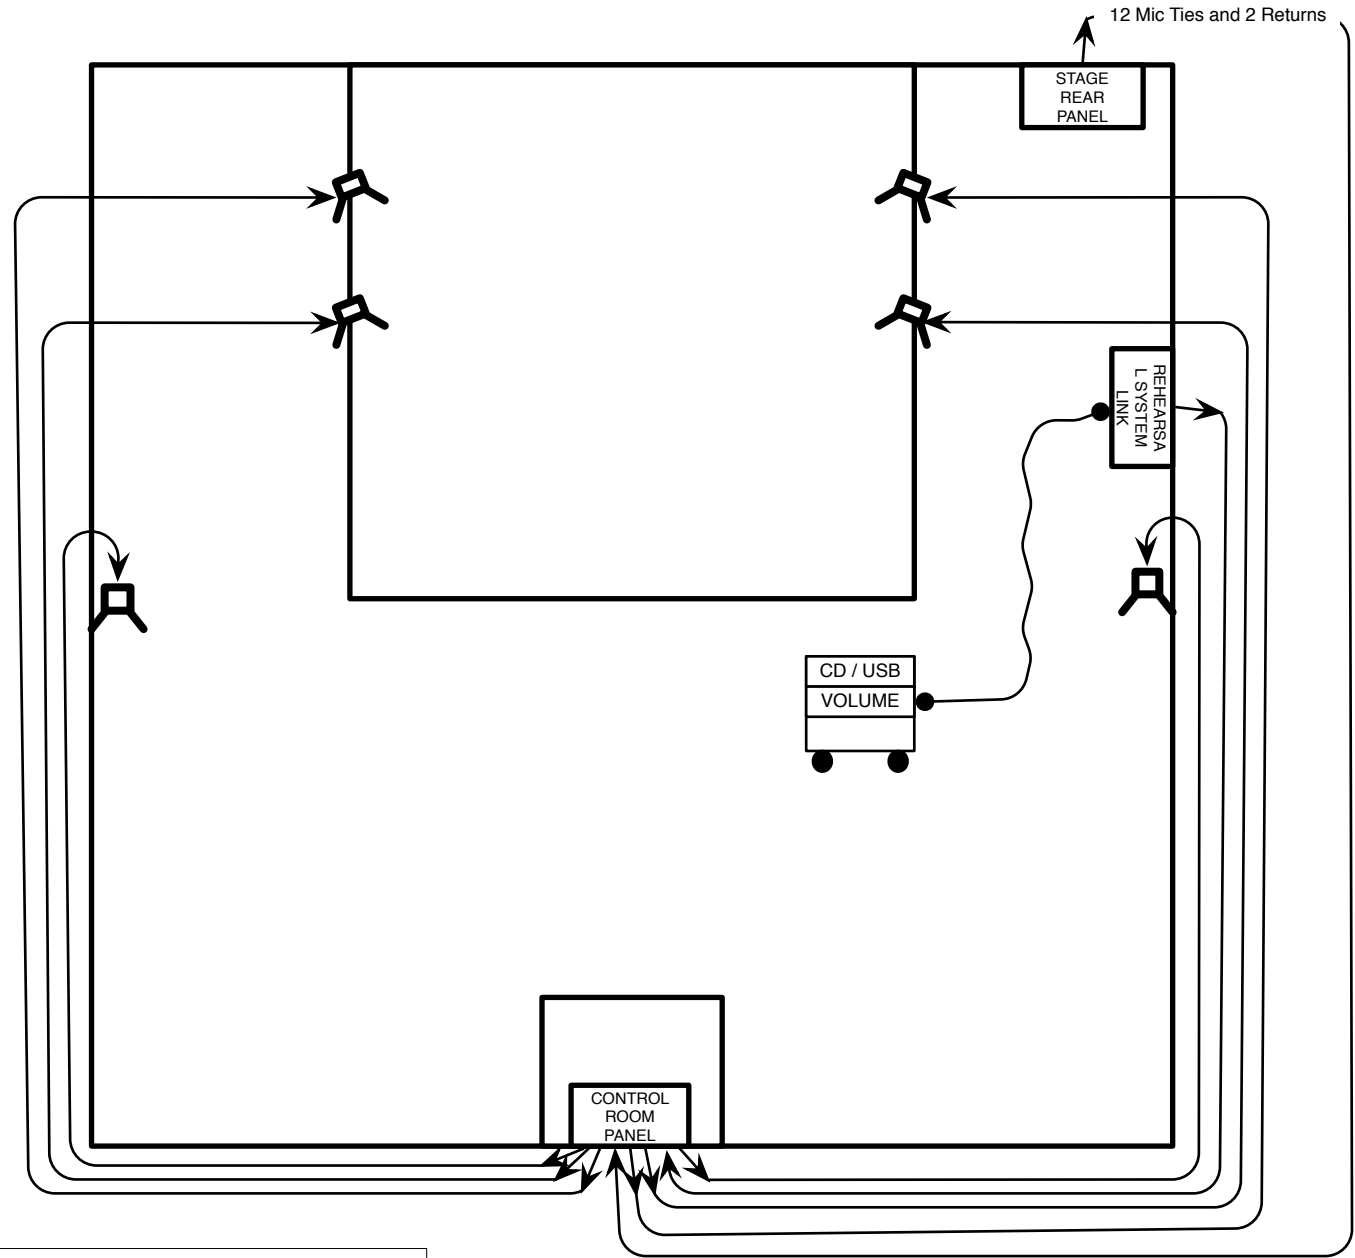 12 Mic Ties and 2 Returns
STAGE
REAR
PANEL
REHEARSA
L SYSTEM
LINK
CD / USB
VOLUME
CONTROL
ROOM
PANEL